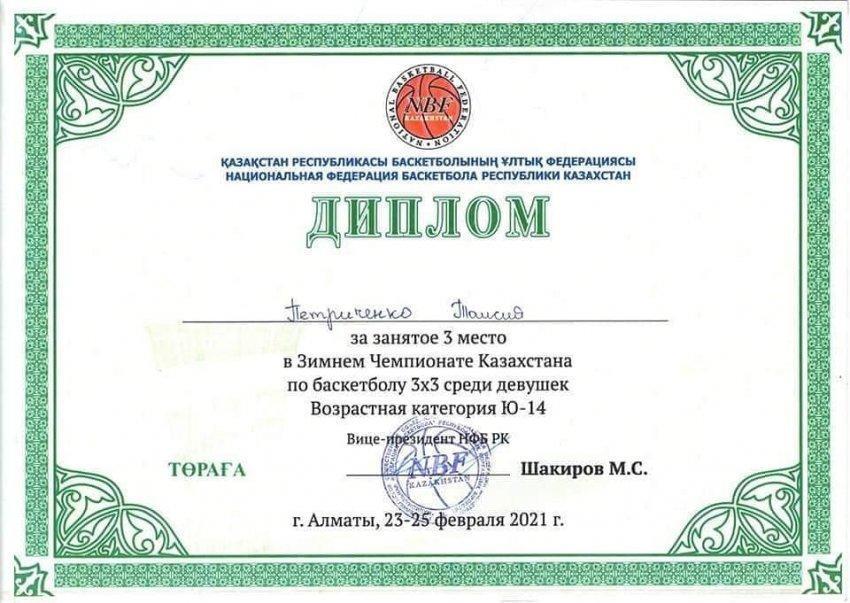 NATIONAL BASKETBALL FEDERATION
NBF
KAZAKHSTAN
ҚАЗАҚСТАН РЕСПУБЛИКАСЫ БАСКЕТБОЛЫНЫҢ ҰЛТЫҚ ФЕДЕРАЦИЯСЫ
НАЦИОНАЛЬНАЯ ФЕДЕРАЦИЯ БАСКЕТБОЛА РЕСПУБЛИКИ КАЗАХСТАН
ДИПЛОМ
Петриченко Таисия
за занятое 3 место
в Зимнем Чемпионате Казахстана
по баскетболу 3х3 среди девушек
Возрастная категория Ю-14
Вице-президент НФБ РК
ТӨРАҒА
Шакиров М.С.
NBF
KAZAKHSTAN
г. Алматы, 23-25 февраля 2021 г.